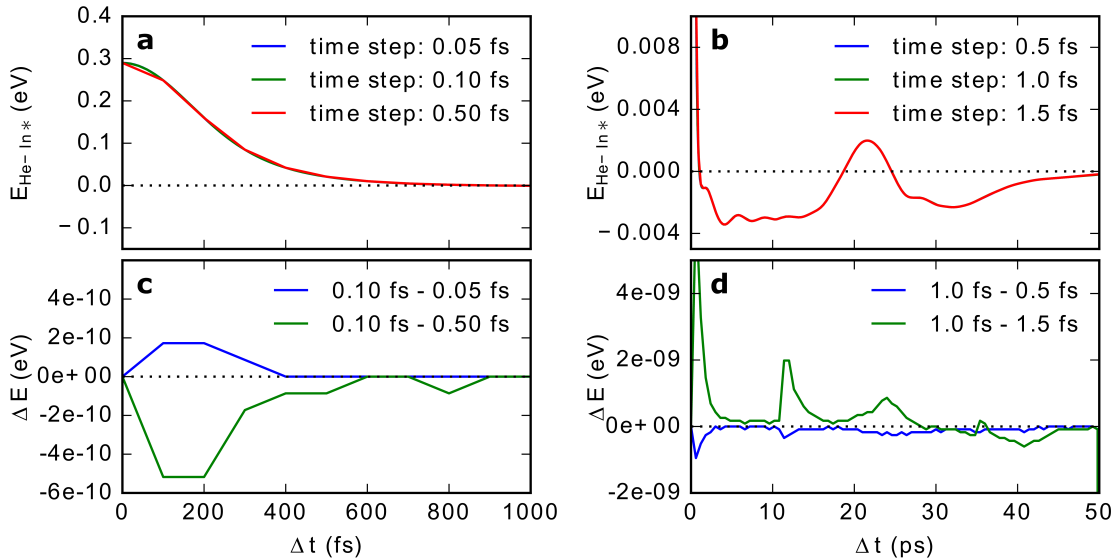 a
time step: 0.05 fs
time step: 0.10 fs
time step: 0.50 fs
0.4
0.3
0.2
0.1
0.0
−0.1
E_He−In∗ (eV)
b
time step: 0.5 fs
time step: 1.0 fs
time step: 1.5 fs
0.008
0.004
0.000
−0.004
E_He−In∗ (eV)
c
0.10 fs - 0.05 fs
0.10 fs - 0.50 fs
4e-10
2e-10
0e+00
-2e-10
-4e-10
-6e-10
Δ E (eV)
0
200
400
600
800
1000
Δ t (fs)
d
1.0 fs - 0.5 fs
1.0 fs - 1.5 fs
4e-09
2e-09
0e+00
-2e-09
Δ E (eV)
0
10
20
30
40
50
Δ t (ps)